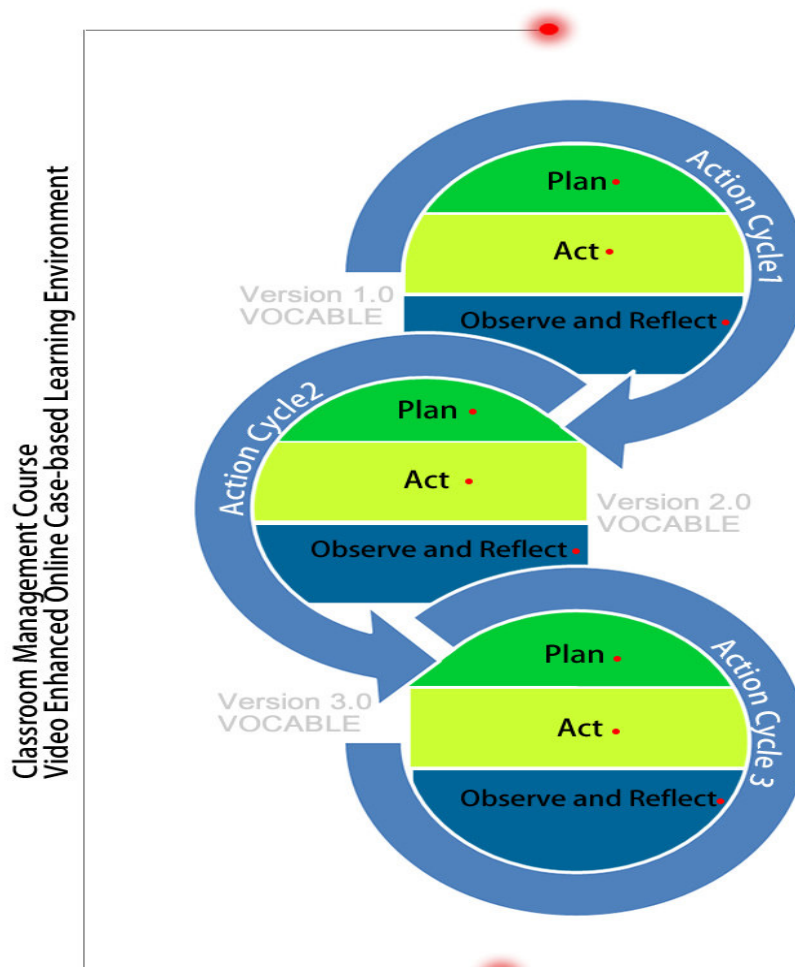 Classroom Management Course
Video Enhanced Online Case-based Learning Environment
Action Cycle1
Plan
Act
Observe and Reflect
Version 1.0
VOCABLE
Action Cycle2
Plan
Act
Observe and Reflect
Version 2.0
VOCABLE
Action Cycle 3
Plan
Act
Observe and Reflect
Version 3.0
VOCABLE